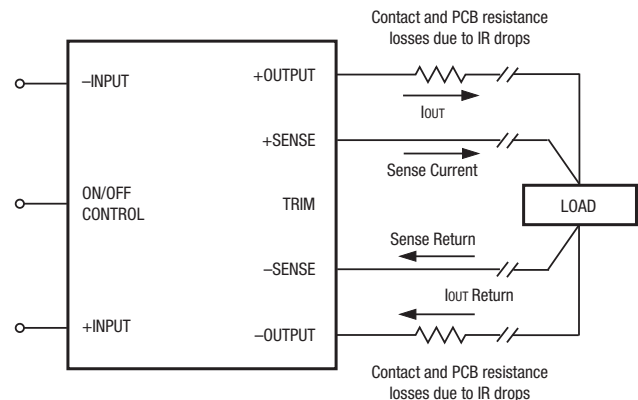 Contact and PCB resistance
losses due to IR drops
–INPUT
+OUTPUT
IOUT
+SENSE
Sense Current
ON/OFF
CONTROL
TRIM
LOAD
Sense Return
–SENSE
IOUT Return
+INPUT
–OUTPUT
Contact and PCB resistance
losses due to IR drops